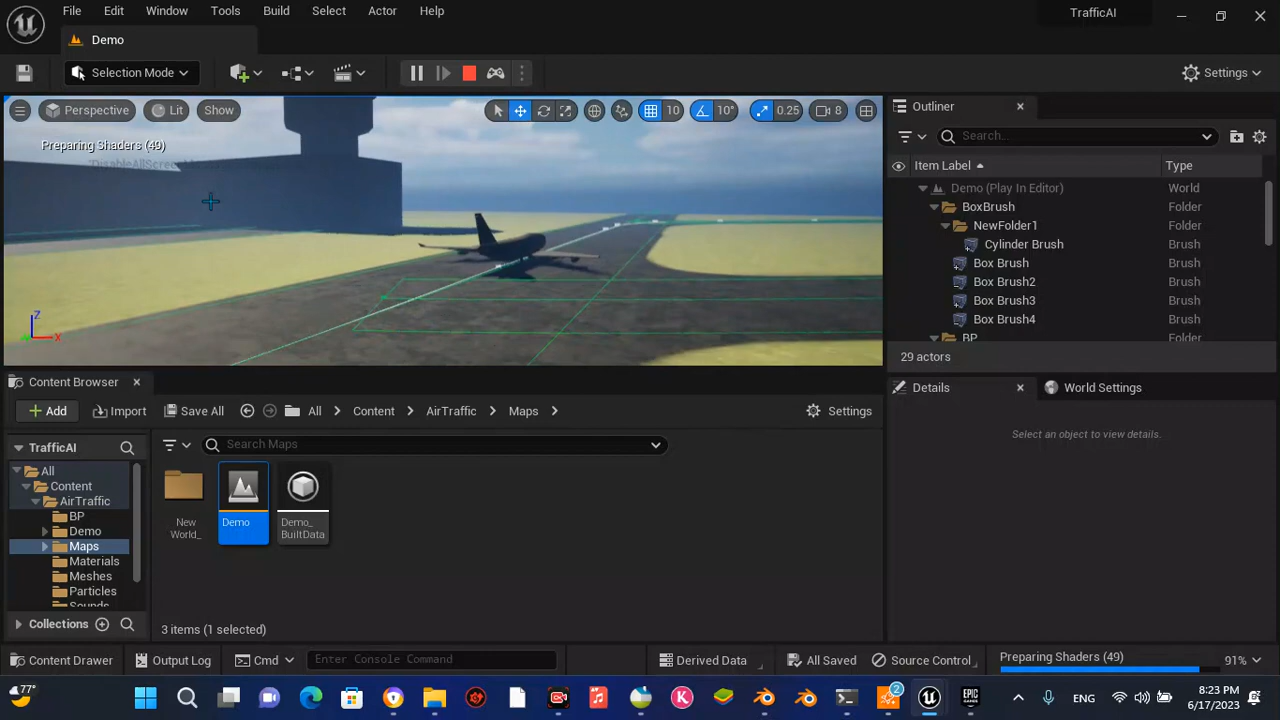 File Edit Window Tools Build Select Actor Help
TrafficAI
Demo
Selection Mode
Settings
Perspective Lit Show
10 10° 0.25 8
Preparing Shaders (49)
Z
X
Outliner
Search...
Item Label Type
Demo (Play In Editor) World
BoxBrush Folder
NewFolder1 Folder
Cylinder Brush Brush
Box Brush Brush
Box Brush2 Brush
Box Brush3 Brush
Box Brush4 Brush
BP Folder
29 actors
Details World Settings
Select an object to view details.
Content Browser
Add Import Save All All Content AirTraffic Maps Settings
TrafficAI
Search Maps
All
Content
AirTraffic
BP
Demo
Maps
Materials
Meshes
Particles
Sounds
Collections
New
World_
Demo
Demo_
BuiltData
3 items (1 selected)
Content Drawer Output Log Cmd Enter Console Command Derived Data All Saved Source Control Preparing Shaders (49) 91%
77°
2
EPIC
GAMES
ENG
8:23 PM
6/17/2023